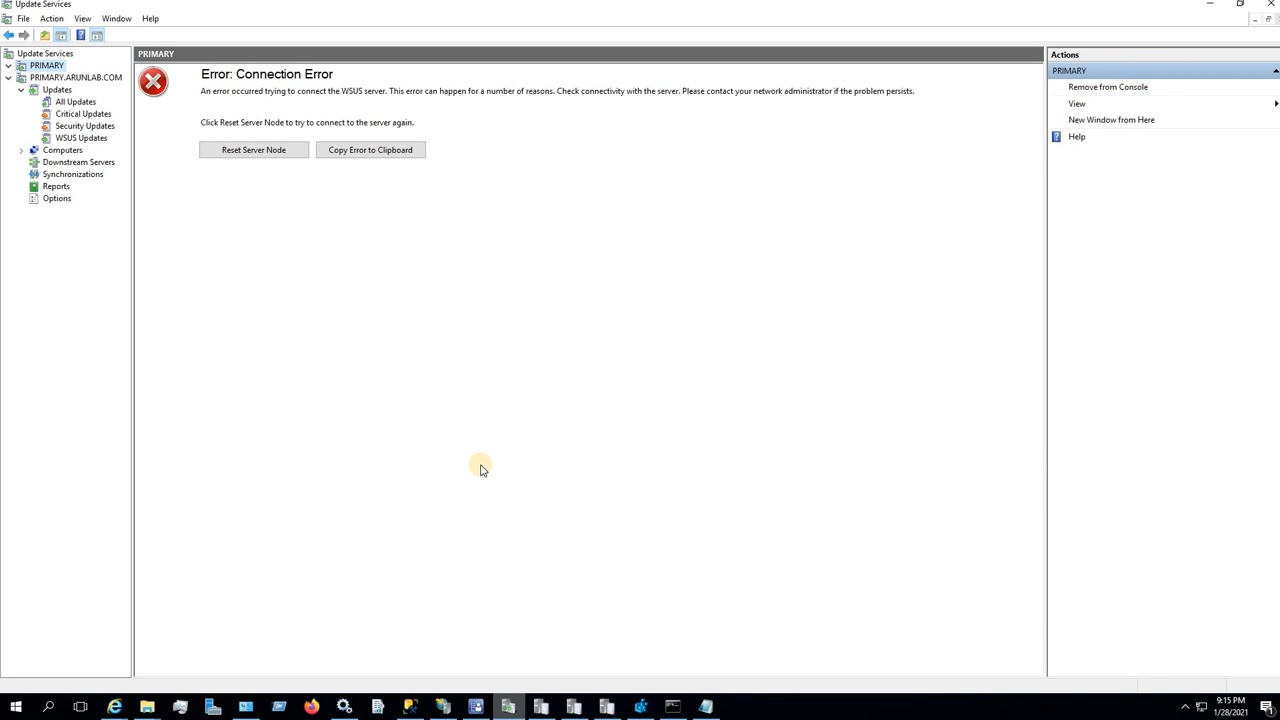 Update Services
File Action View Window Help
Update Services
PRIMARY
PRIMARY.ARUNLAB.COM
Updates
All Updates
Critical Updates
Security Updates
WSUS Updates
Computers
Downstream Servers
Synchronizations
Reports
Options
PRIMARY
Error: Connection Error
An error occurred trying to connect the WSUS server. This error can happen for a number of reasons. Check connectivity with the server. Please contact your network administrator if the problem persists.
Click Reset Server Node to try to connect to the server again.
Reset Server Node Copy Error to Clipboard
Actions
PRIMARY
Remove from Console
View
New Window from Here
Help
9:15 PM
1/28/2021